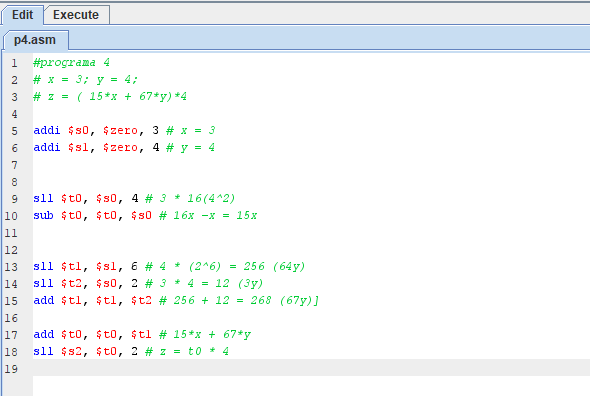 Edit Execute
p4.asm
1 #programa 4
2 # x = 3; y = 4;
3 # z = ( 15*x + 67*y)*4
4
5 addi $s0, $zero, 3 # x = 3
6 addi $s1, $zero, 4 # y = 4
7
8
9 sll $t0, $s0, 4 # 3 * 16(4^2)
10 sub $t0, $t0, $s0 # 16x -x = 15x
11
12
13 sll $t1, $s1, 6 # 4 * (2^6) = 256 (64y)
14 sll $t2, $s0, 2 # 3 * 4 = 12 (3y)
15 add $t1, $t1, $t2 # 256 + 12 = 268 (67y)]
16
17 add $t0, $t0, $t1 # 15*x + 67*y
18 sll $s2, $t0, 2 # z = t0 * 4
19